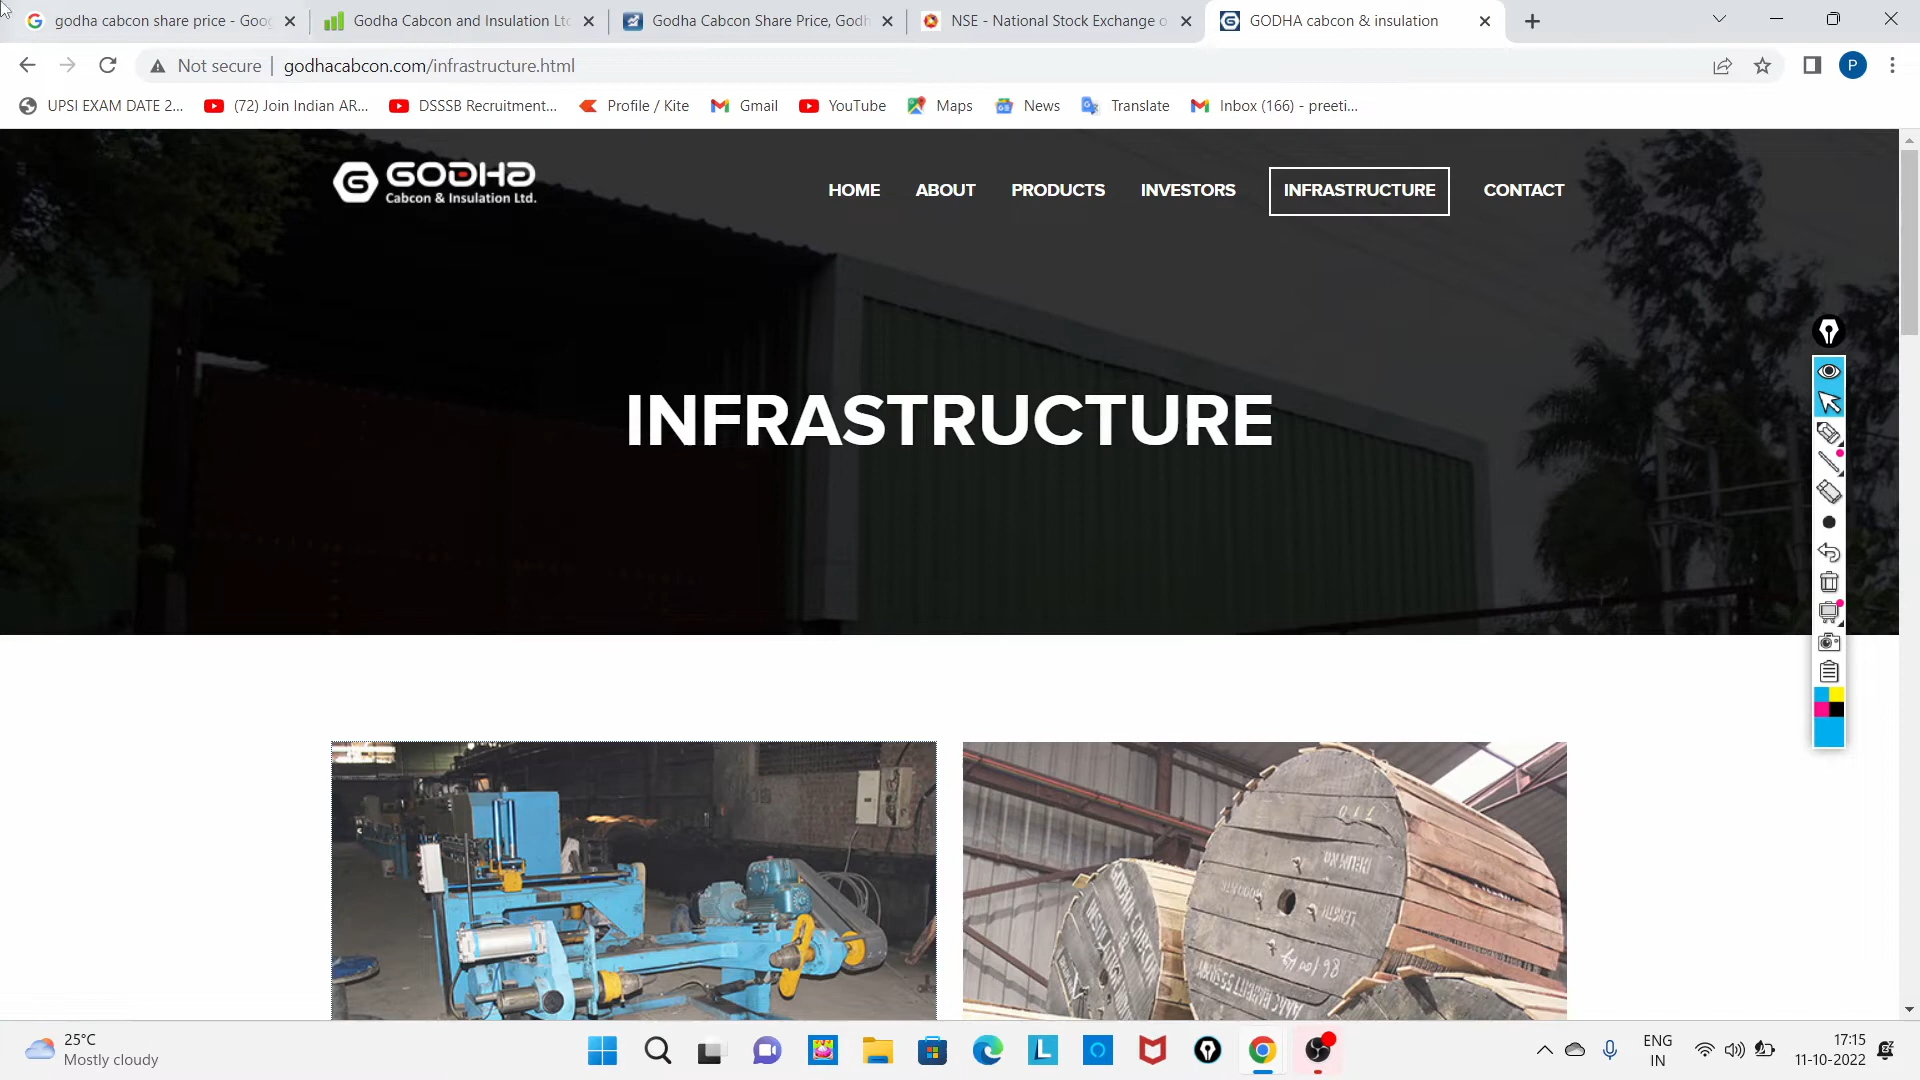 godha cabcon share price - Goog
Godha Cabcon and Insulation Ltd
Godha Cabcon Share Price, Godh
NSE - National Stock Exchange o
GODHA cabcon & insulation
Not secure
godhacabcon.com/infrastructure.html
P
UPSI EXAM DATE 2...
(72) Join Indian AR...
DSSSB Recruitment...
Profile / Kite
Gmail
YouTube
Maps
News
Translate
Inbox (166) - preeti...
GODHA
Cabcon & Insulation Ltd.
HOME
ABOUT
PRODUCTS
INVESTORS
INFRASTRUCTURE
CONTACT
INFRASTRUCTURE
LENGTH
25°C
Mostly cloudy
ENG
IN
17:15
11-10-2022